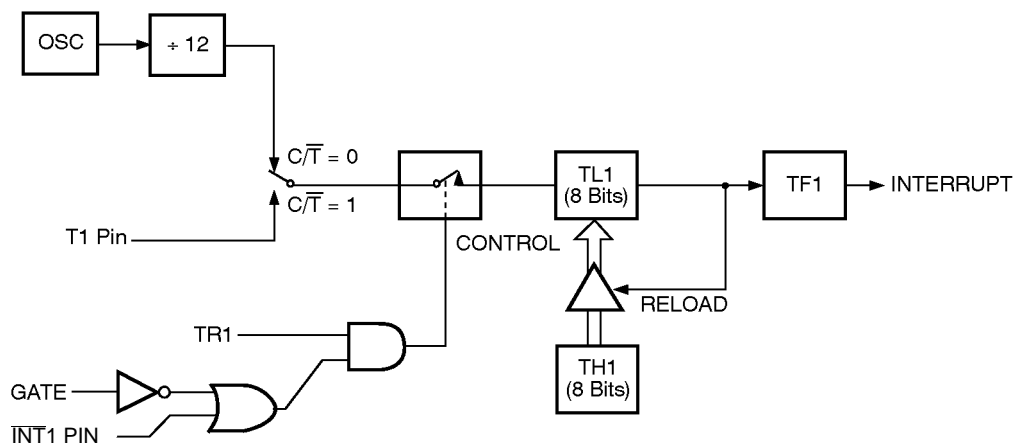 OSC
÷ 12
C/T̅ = 0
C/T̅ = 1
T1 Pin
TL1
(8 Bits)
TF1
INTERRUPT
CONTROL
RELOAD
TR1
TH1
(8 Bits)
GATE
I̅N̅T̅1 PIN